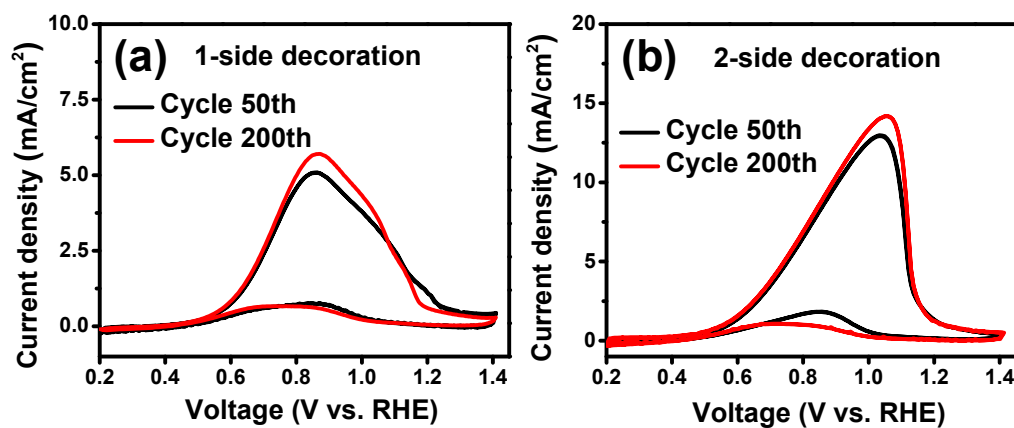 (a) 1-side decoration
Cycle 50th
Cycle 200th
Current density (mA/cm²)
10.0
7.5
5.0
2.5
0.0
0.2 0.4 0.6 0.8 1.0 1.2 1.4
Voltage (V vs. RHE)
(b) 2-side decoration
Cycle 50th
Cycle 200th
Current density (mA/cm²)
20
15
10
5
0
0.2 0.4 0.6 0.8 1.0 1.2 1.4
Voltage (V vs. RHE)